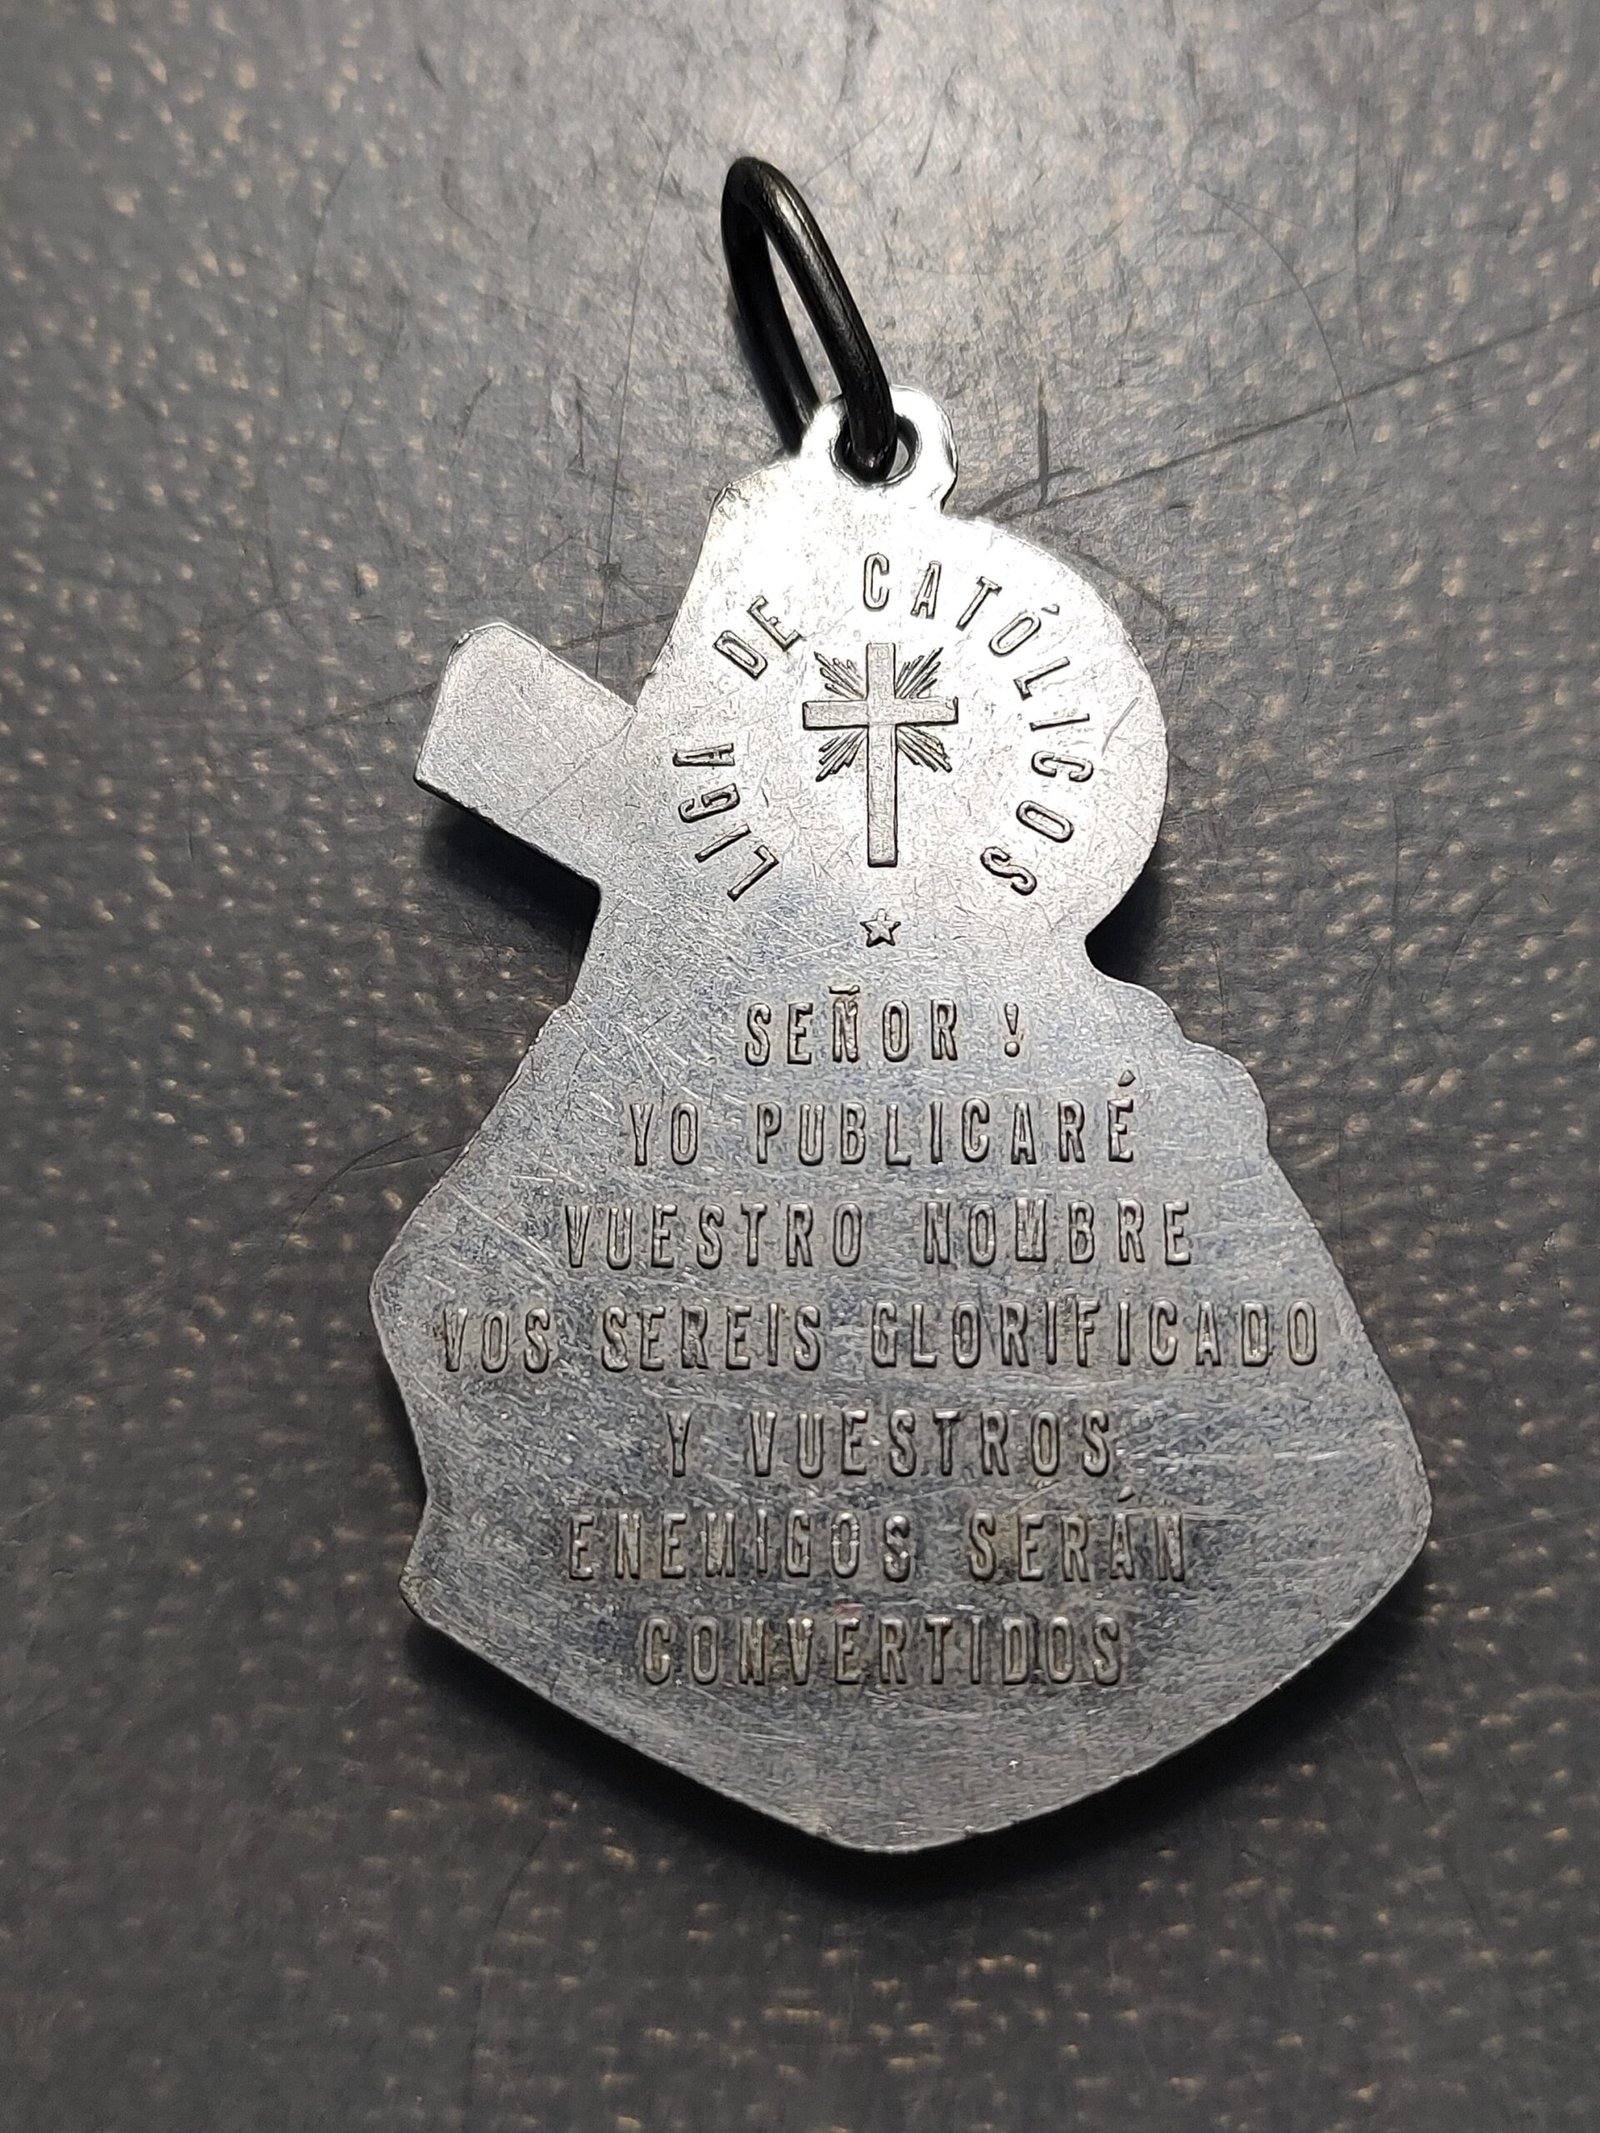 LIGA DE CATÓLICOS
SEÑOR !
YO PUBLICARÉ
VUESTRO NOMBRE
VOS SEREIS GLORIFICADO
Y VUESTROS
ENEMIGOS SERÁN
CONVERTIDOS